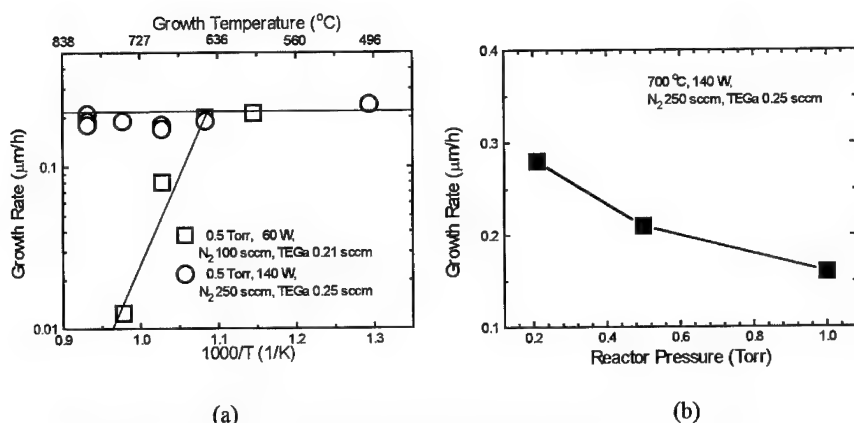 Growth Temperature (°C)
838 727 636 560 496
Growth Rate (μm/h)
0.1
0.01
0.5 Torr, 60 W,
N2 100 sccm, TEGa 0.21 sccm
0.5 Torr, 140 W,
N2 250 sccm, TEGa 0.25 sccm
0.9 1.0 1.1 1.2 1.3
1000/T (1/K)
(a)
Growth Rate (μm/h)
0.4
0.3
0.2
0.1
700 °C, 140 W,
N2 250 sccm, TEGa 0.25 sccm
0.2 0.4 0.6 0.8 1.0
Reactor Pressure (Torr)
(b)